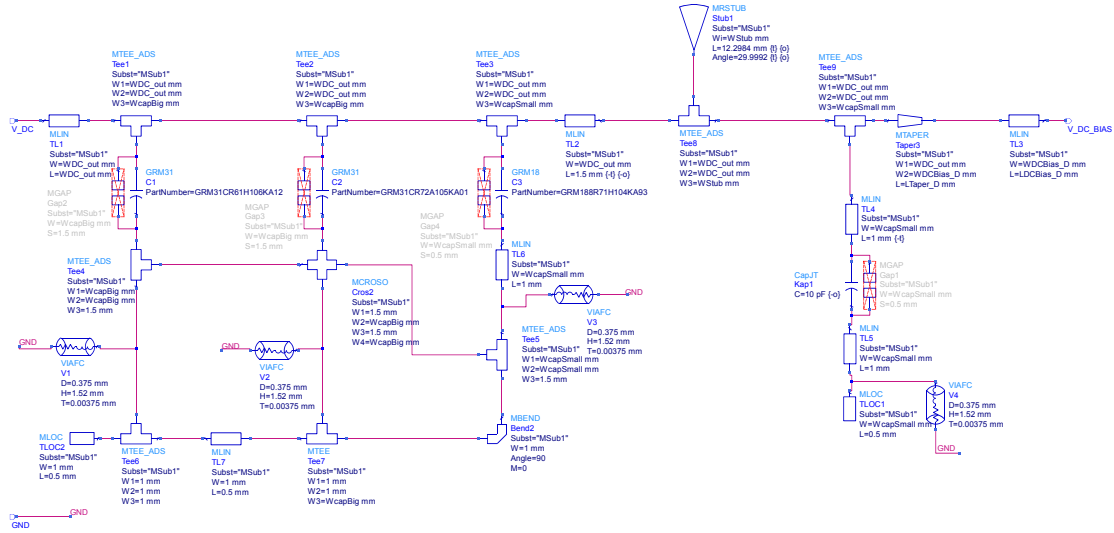 MRSTUB
Stub1
Subst="MSub1"
Wi=WStub mm
L=12.2984 mm {t} {o}
Angle=29.9992 {t} {o}
MTEE_ADS
Tee1
Subst="MSub1"
W1=WDC_out mm
W2=WDC_out mm
W3=WcapBig mm
MTEE_ADS
Tee2
Subst="MSub1"
W1=WDC_out mm
W2=WDC_out mm
W3=WcapBig mm
MTEE_ADS
Tee3
Subst="MSub1"
W1=WDC_out mm
W2=WDC_out mm
W3=WcapSmall mm
MTEE_ADS
Tee9
Subst="MSub1"
W1=WDC_out mm
W2=WDC_out mm
W3=WcapSmall mm
V_DC
MLIN
TL1
Subst="MSub1"
W=WDC_out mm
L=WDC_out mm
MLIN
TL2
Subst="MSub1"
W=WDC_out mm
L=1.5 mm {-t} {-o}
MTEE_ADS
Tee8
Subst="MSub1"
W1=WDC_out mm
W2=WDC_out mm
W3=WStub mm
MTAPER
Taper3
Subst="MSub1"
W1=WDC_out mm
W2=WDCBias_D mm
L=LTaper_D mm
MLIN
TL3
Subst="MSub1"
W=WDCBias_D mm
L=LDCBias_D mm
V_DC_BIAS
GRM31
C1
PartNumber=GRM31CR61H106KA12
GRM31
C2
PartNumber=GRM31CR72A105KA01
GRM18
C3
PartNumber=GRM188R71H104KA93
MGAP
Gap2
Subst="MSub1"
W=WcapBig mm
S=1.5 mm
MGAP
Gap3
Subst="MSub1"
W=WcapBig mm
S=1.5 mm
MGAP
Gap4
Subst="MSub1"
W=WcapSmall mm
S=0.5 mm
MLIN
TL4
Subst="MSub1"
W=WcapSmall mm
L=1 mm {-t}
MTEE_ADS
Tee4
Subst="MSub1"
W1=WcapBig mm
W2=WcapBig mm
W3=1.5 mm
MCROSO
Cros2
Subst="MSub1"
W1=1.5 mm
W2=WcapBig mm
W3=1.5 mm
W4=WcapBig mm
MLIN
TL6
Subst="MSub1"
W=WcapSmall mm
L=1 mm
GND
VIAFC
V3
D=0.375 mm
H=1.52 mm
T=0.00375 mm
CapJT
Kap1
C=10 pF {-o}
MGAP
Gap1
Subst="MSub1"
W=WcapSmall mm
S=0.5 mm
GND
VIAFC
V1
D=0.375 mm
H=1.52 mm
T=0.00375 mm
GND
VIAFC
V2
D=0.375 mm
H=1.52 mm
T=0.00375 mm
MTEE_ADS
Tee5
Subst="MSub1"
W1=WcapSmall mm
W2=WcapSmall mm
W3=1.5 mm
MLIN
TL5
Subst="MSub1"
W=WcapSmall mm
L=1 mm
MLOC
TLOC1
Subst="MSub1"
W=WcapSmall mm
L=0.5 mm
VIAFC
V4
D=0.375 mm
H=1.52 mm
T=0.00375 mm
GND
MLOC
TLOC2
Subst="MSub1"
W=1 mm
L=0.5 mm
MTEE_ADS
Tee6
Subst="MSub1"
W1=1 mm
W2=1 mm
W3=1 mm
MLIN
TL7
Subst="MSub1"
W=1 mm
L=0.5 mm
MTEE
Tee7
Subst="MSub1"
W1=1 mm
W2=1 mm
W3=WcapBig mm
MBEND
Bend2
Subst="MSub1"
W=1 mm
Angle=90
M=0
GND
GND